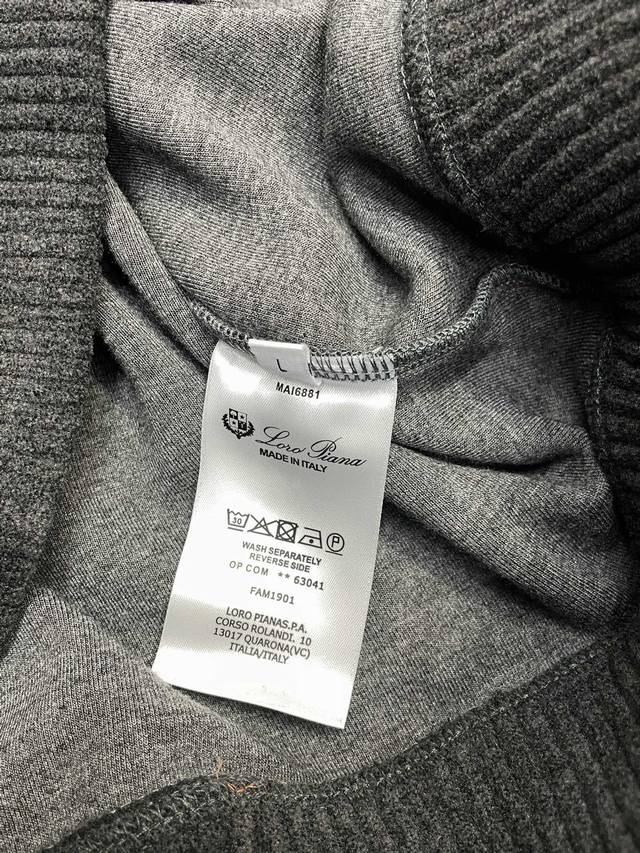 L
MAI6881
Loro Piana
MADE IN ITALY
30
P
WASH SEPARATELY
REVERSE SIDE
OP COM ** 63041
FAM1901
LORO PIANAS.P.A.
CORSO ROLANDI. 10
13017 QUARONA(VC)
ITALIA/ITALY